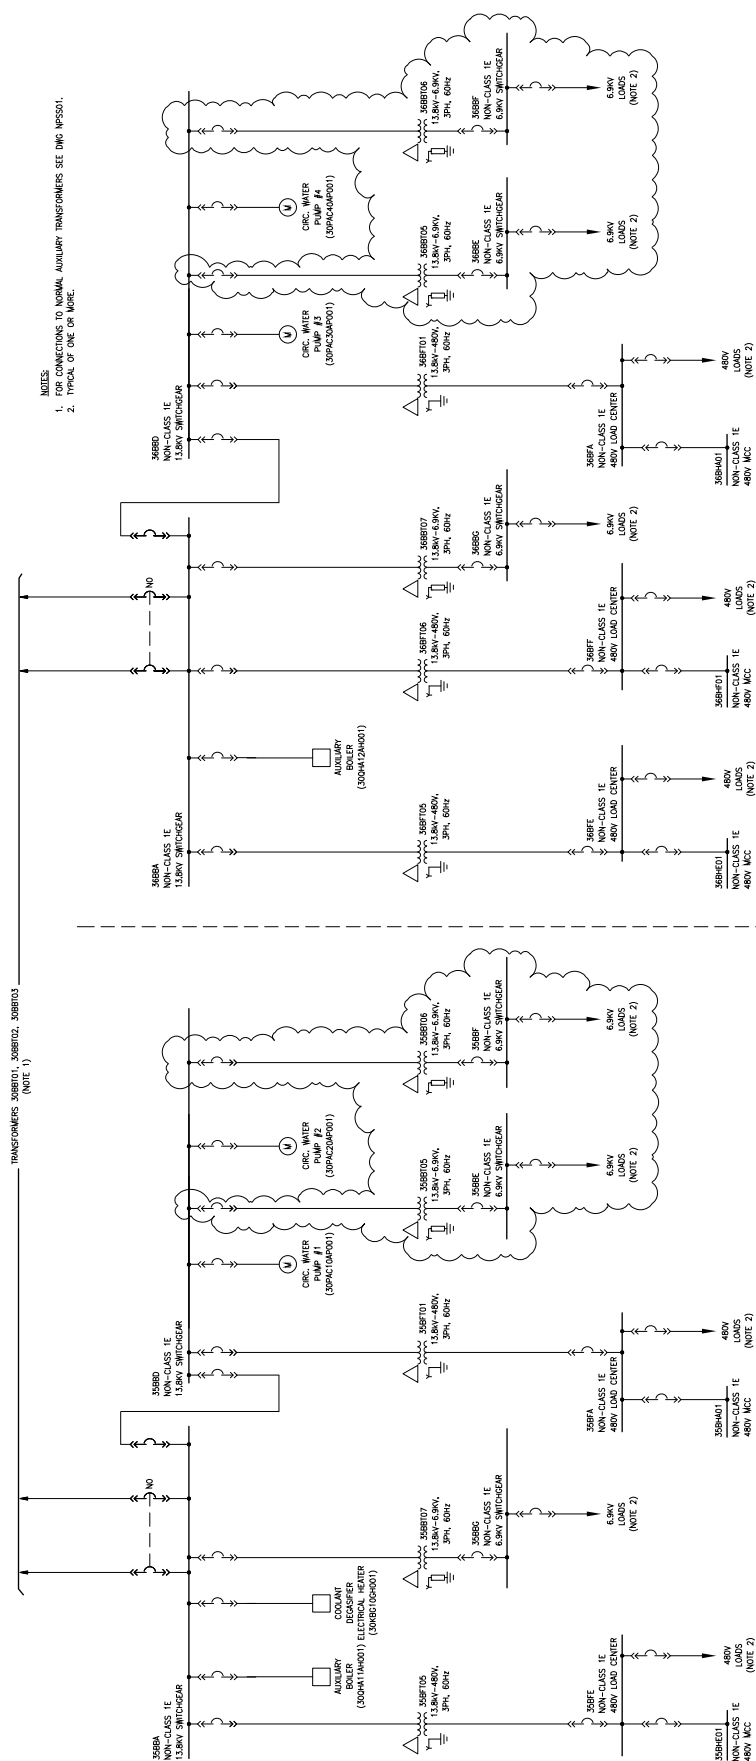 TRANSFORMERS 30BBT01, 30BBT02, 30BBT03
(NOTE 1)
NOTES:
1. FOR CONNECTIONS TO NORMAL AUXILIARY TRANSFORMERS SEE DWG NPSS01.
2. TYPICAL OF ONE OR MORE.
NO
35BBA
NON-CLASS 1E
13.8KV SWITCHGEAR
35BBD
NON-CLASS 1E
13.8KV SWITCHGEAR
AUXILIARY
BOILER
(30QHA11AH001)
COOLANT
DEGASIFIER
ELECTRICAL HEATER
(30KBG10GH001)
M
CIRC. WATER
PUMP #1
(30PAC10AP001)
M
CIRC. WATER
PUMP #2
(30PAC20AP001)
35BFT05
13.8kV-480V,
3PH, 60Hz
35BBT07
13.8kV-6.9KV,
3PH, 60Hz
35BFT01
13.8kV-480V,
3PH, 60Hz
35BBT05
13.8kV-6.9KV,
3PH, 60Hz
35BBT06
13.8kV-6.9KV,
3PH, 60Hz
35BBG
NON-CLASS 1E
6.9KV SWITCHGEAR
35BBE
NON-CLASS 1E
6.9KV SWITCHGEAR
35BBF
NON-CLASS 1E
6.9KV SWITCHGEAR
35BFE
NON-CLASS 1E
480V LOAD CENTER
6.9KV
LOADS
(NOTE 2)
35BFA
NON-CLASS 1E
480V LOAD CENTER
6.9KV
LOADS
(NOTE 2)
6.9KV
LOADS
(NOTE 2)
35BHE01
NON-CLASS 1E
480V MCC
480V
LOADS
(NOTE 2)
35BHA01
NON-CLASS 1E
480V MCC
480V
LOADS
(NOTE 2)
NO
36BBA
NON-CLASS 1E
13.8KV SWITCHGEAR
36BBD
NON-CLASS 1E
13.8KV SWITCHGEAR
AUXILIARY
BOILER
(30QHA12AH001)
M
CIRC. WATER
PUMP #3
(30PAC30AP001)
M
CIRC. WATER
PUMP #4
(30PAC40AP001)
36BFT05
13.8kV-480V,
3PH, 60Hz
36BFT06
13.8kV-480V,
3PH, 60Hz
36BBT07
13.8kV-6.9KV,
3PH, 60Hz
36BFT01
13.8kV-480V,
3PH, 60Hz
36BBT05
13.8kV-6.9KV,
3PH, 60Hz
36BBT06
13.8kV-6.9KV,
3PH, 60Hz
36BBG
NON-CLASS 1E
6.9KV SWITCHGEAR
36BBE
NON-CLASS 1E
6.9KV SWITCHGEAR
36BBF
NON-CLASS 1E
6.9KV SWITCHGEAR
36BFE
NON-CLASS 1E
480V LOAD CENTER
36BFF
NON-CLASS 1E
480V LOAD CENTER
6.9KV
LOADS
(NOTE 2)
36BFA
NON-CLASS 1E
480V LOAD CENTER
6.9KV
LOADS
(NOTE 2)
6.9KV
LOADS
(NOTE 2)
36BHE01
NON-CLASS 1E
480V MCC
480V
LOADS
(NOTE 2)
36BHF01
NON-CLASS 1E
480V MCC
480V
LOADS
(NOTE 2)
36BHA01
NON-CLASS 1E
480V MCC
480V
LOADS
(NOTE 2)